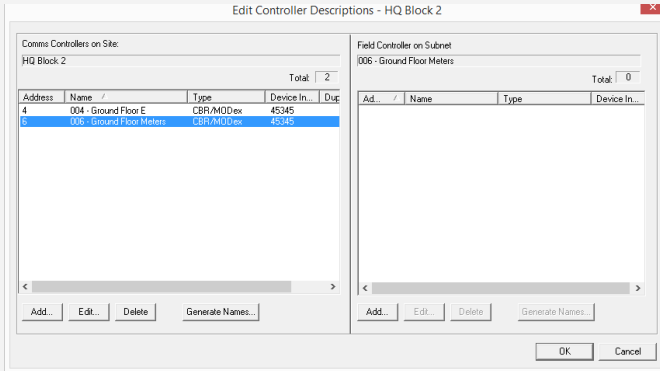 Edit Controller Descriptions - HQ Block 2
Comms Controllers on Site:
HQ Block 2
Total: 2
Address Name Type Device In... Dup
4 004 - Ground Floor E CBR/MODex 45345
6 006 - Ground Floor Meters CBR/MODex 45345
Add... Edit... Delete Generate Names...
Field Controller on Subnet
006 - Ground Floor Meters
Total: 0
Ad... Name Type Device In...
Add... Edit... Delete Generate Names...
OK Cancel